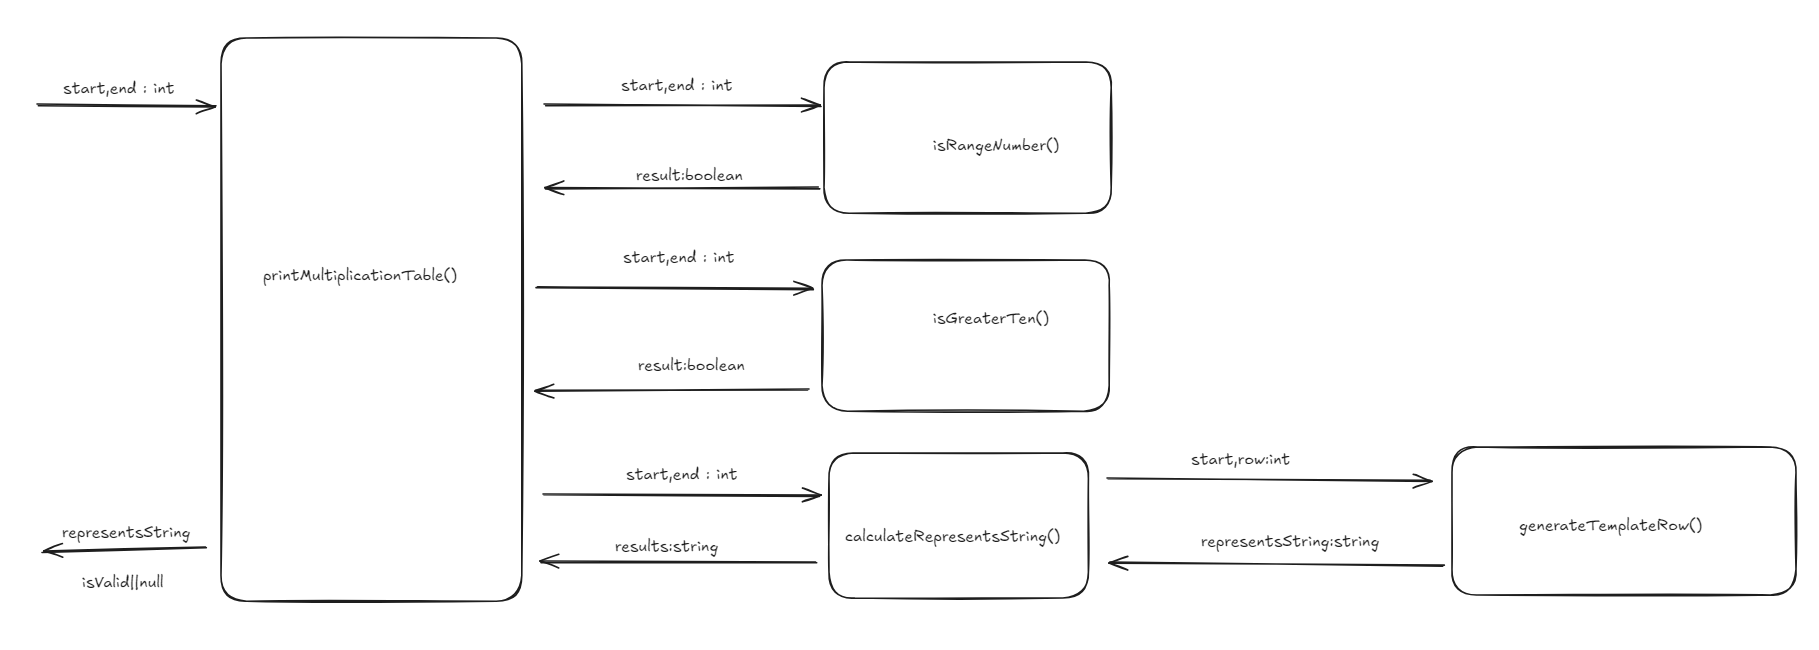 start,end : int
start,end : int
isRangeNumber()
result:boolean
start,end : int
printMultiplicationTable()
isGreaterTen()
result:boolean
start,row:int
start,end : int
generateTemplateRow()
representsString
calculateRepresentsString()
representsString:string
results:string
isValid||null